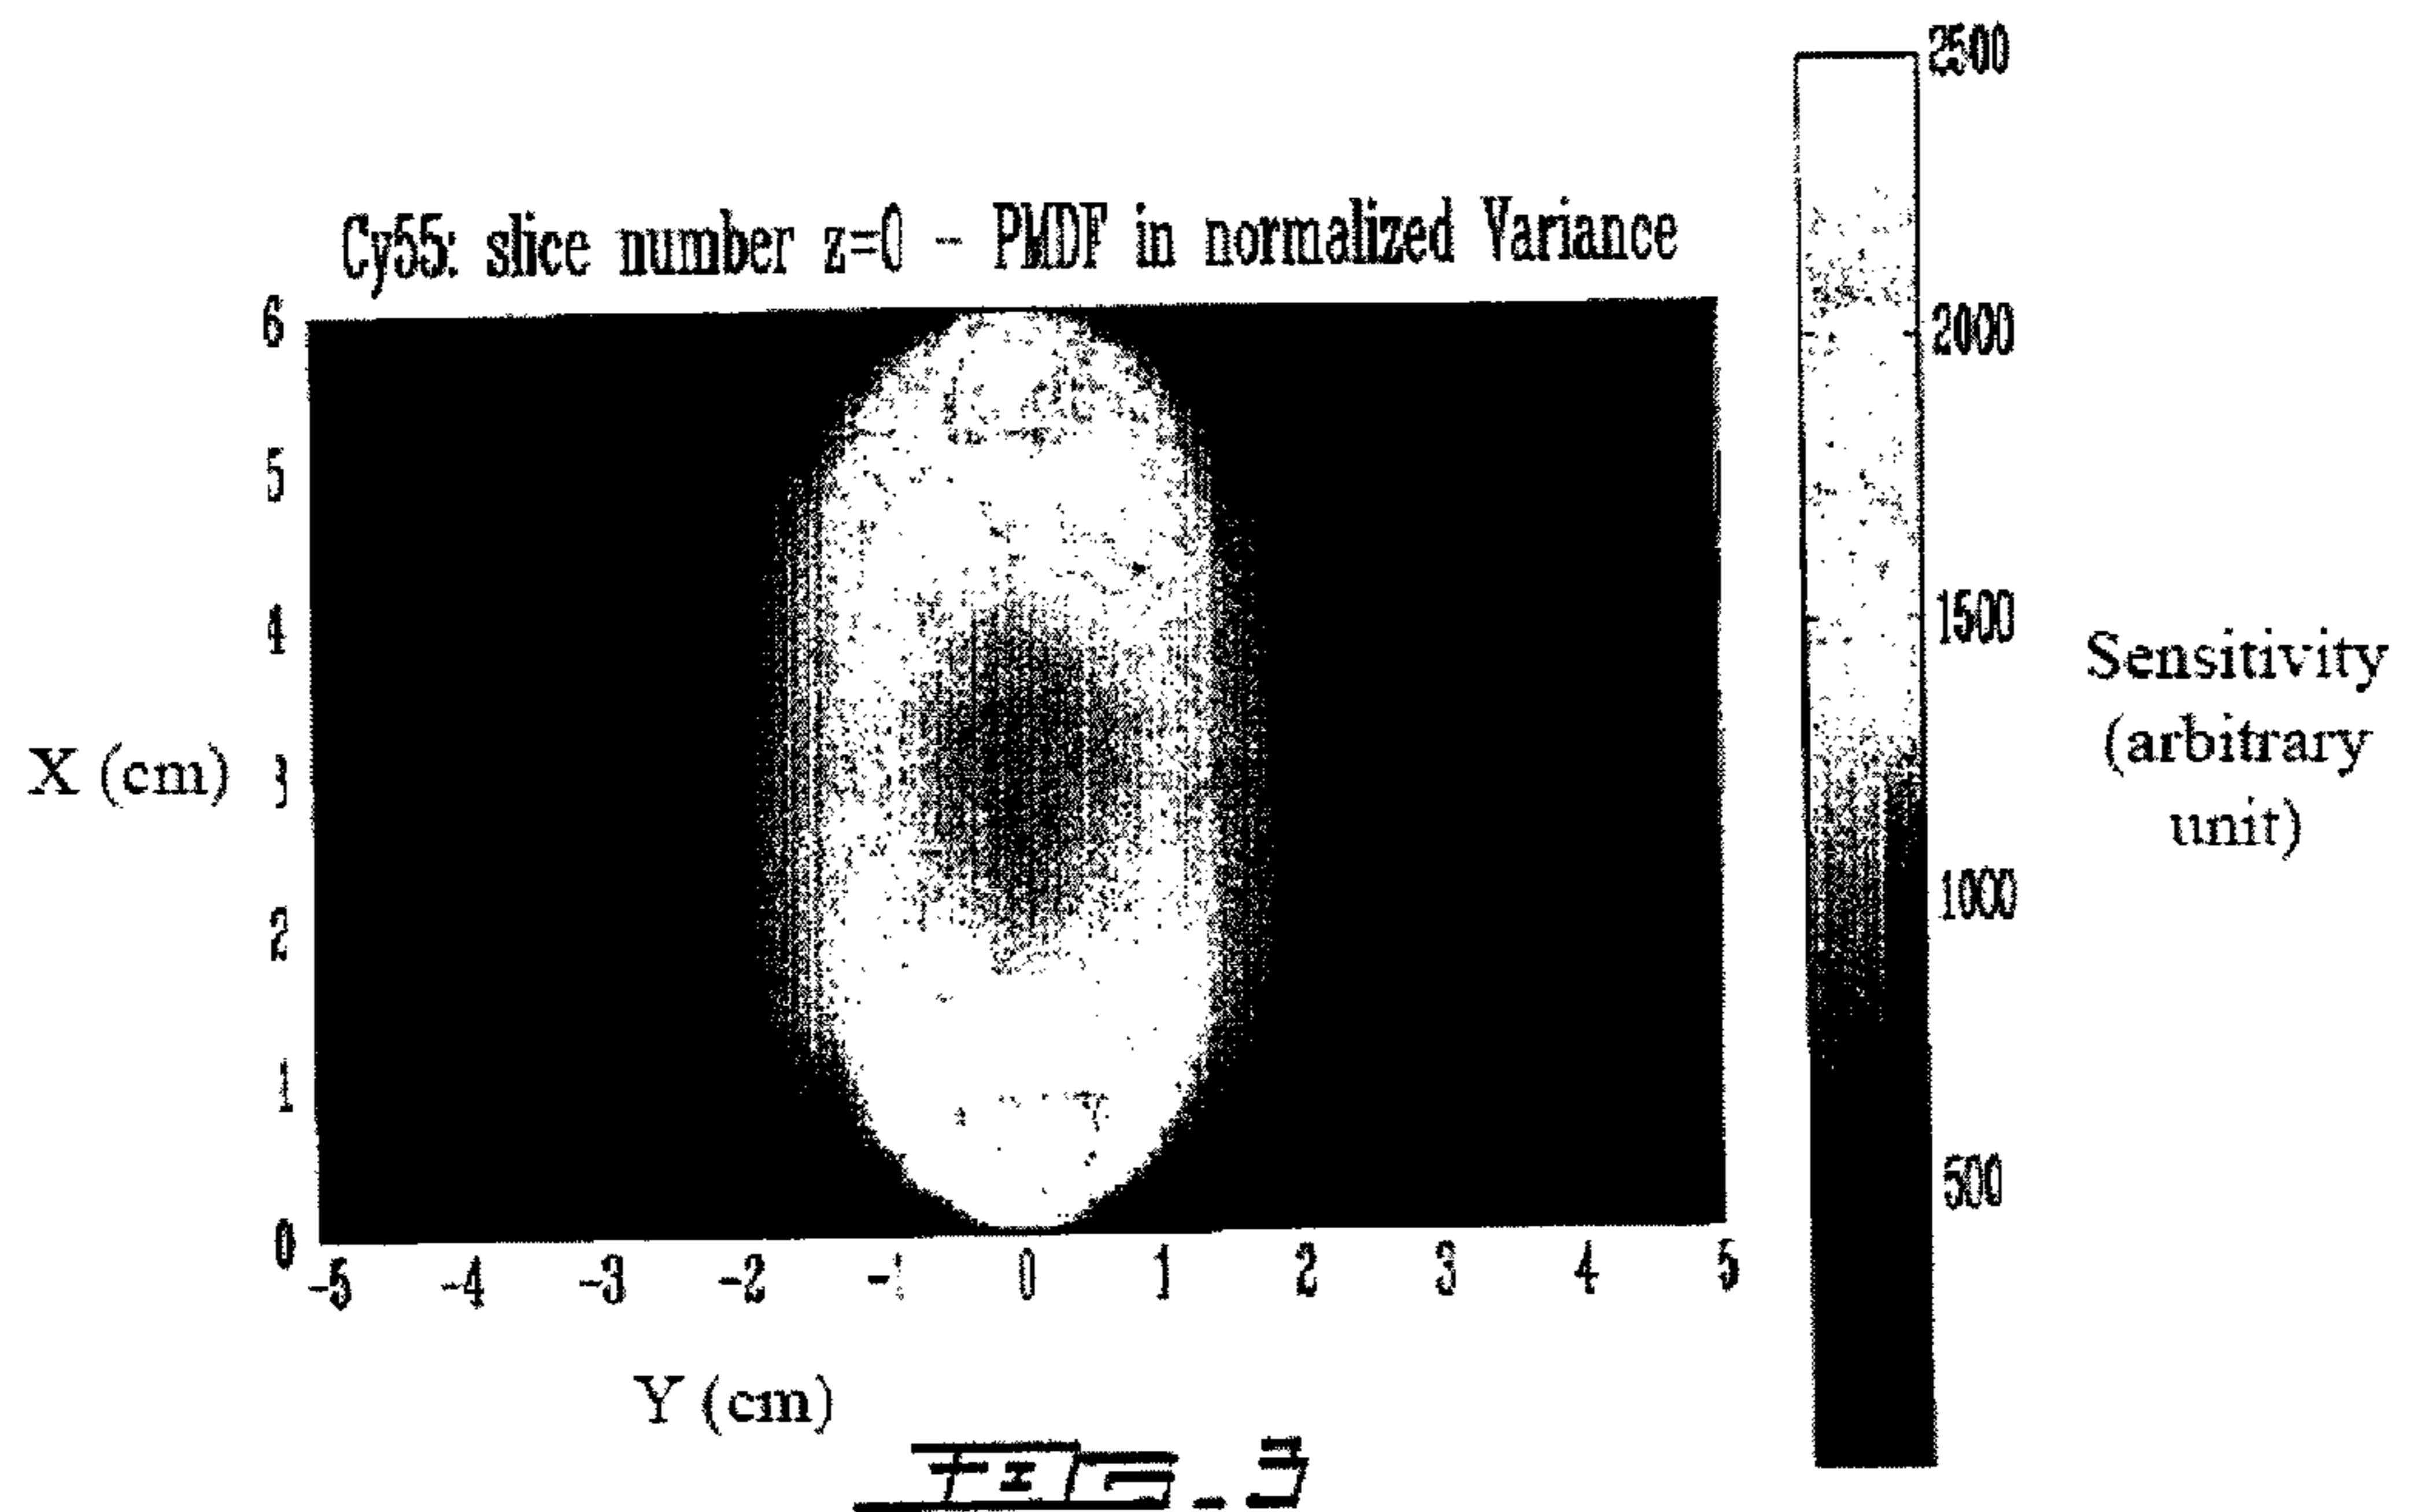 Cy55: slice number z=0 - PMDF in normalized Variance
2500
2000
1500
1000
500
Sensitivity
(arbitrary
unit)
X (cm)
6
5
4
3
2
1
0
-5 -4 -3 -2 -1 0 1 2 3 4 5
Y (cm)
FIG_3